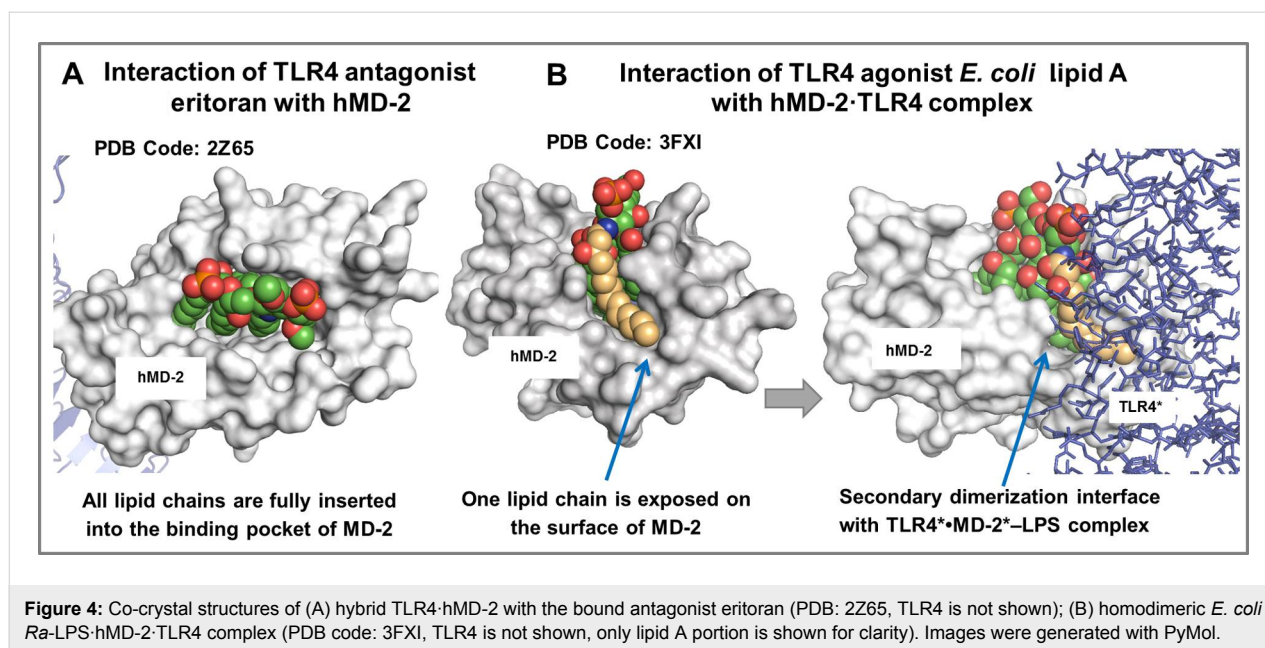 A Interaction of TLR4 antagonist
eritoran with hMD-2
B Interaction of TLR4 agonist E. coli lipid A
with hMD-2·TLR4 complex
PDB Code: 2Z65
PDB Code: 3FXI
hMD-2
hMD-2
hMD-2
TLR4*
All lipid chains are fully inserted
into the binding pocket of MD-2
One lipid chain is exposed on
the surface of MD-2
Secondary dimerization interface
with TLR4*•MD-2*–LPS complex
Figure 4: Co-crystal structures of (A) hybrid TLR4·hMD-2 with the bound antagonist eritoran (PDB: 2Z65, TLR4 is not shown); (B) homodimeric E. coli
Ra-LPS·hMD-2·TLR4 complex (PDB code: 3FXI, TLR4 is not shown, only lipid A portion is shown for clarity). Images were generated with PyMol.